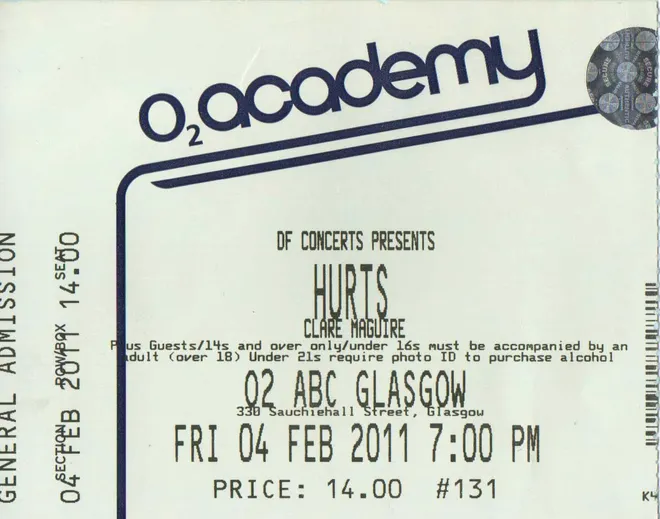 O2 academy
DF CONCERTS PRESENTS
HURTS
CLARE MAGUIRE
Plus Guests/14s and over only/under 16s must be accompanied by an
adult (over 18) Under 21s require photo ID to purchase alcohol
O2 ABC GLASGOW
330 Sauchiehall Street, Glasgow
FRI 04 FEB 2011 7:00 PM
PRICE: 14.00 #131
GENERAL ADMISSION
SECTION ROW/BOX SEAT
04 FEB 2011 14.00
SECURE
K4